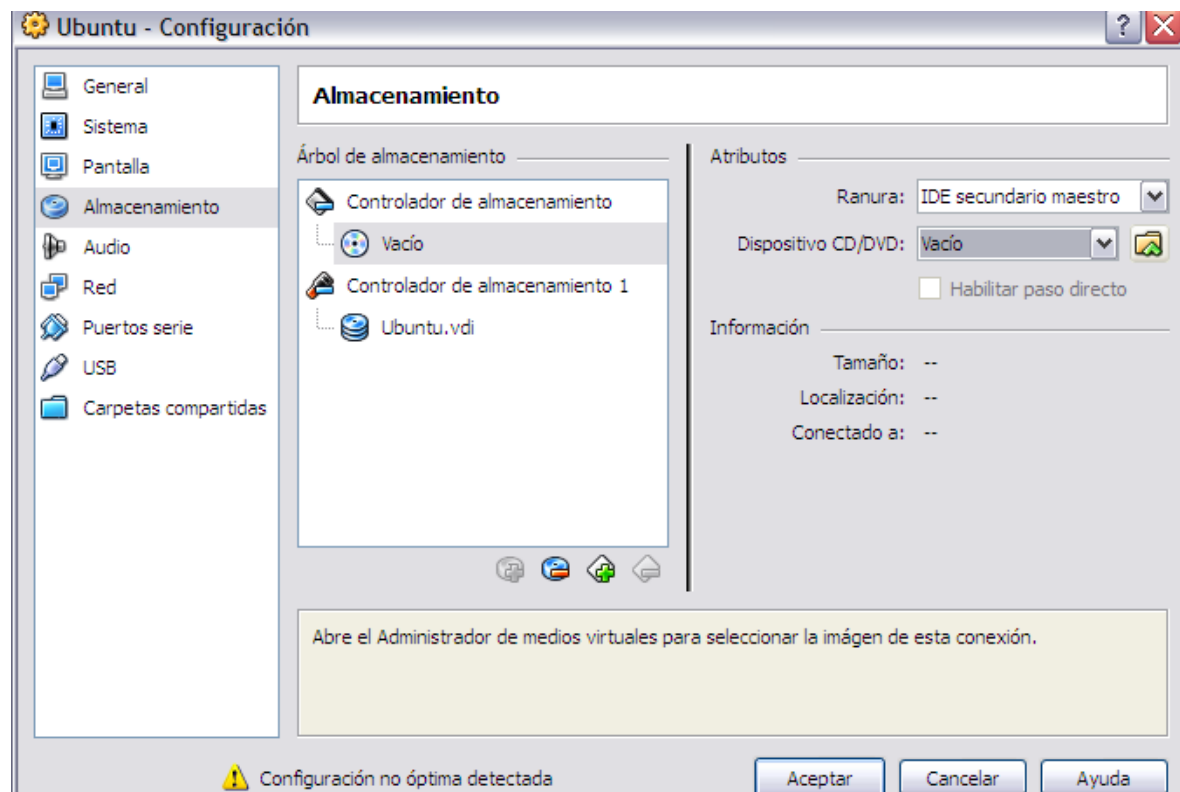 Ubuntu - Configuración
General
Sistema
Pantalla
Almacenamiento
Audio
Red
Puertos serie
USB
Carpetas compartidas
Almacenamiento
Árbol de almacenamiento
Controlador de almacenamiento
Vacío
Controlador de almacenamiento 1
Ubuntu.vdi
Atributos
Ranura: IDE secundario maestro
Dispositivo CD/DVD: Vacío
Habilitar paso directo
Información
Tamaño: --
Localización: --
Conectado a: --
Abre el Administrador de medios virtuales para seleccionar la imágen de esta conexión.
Configuración no óptima detectada
Aceptar Cancelar Ayuda